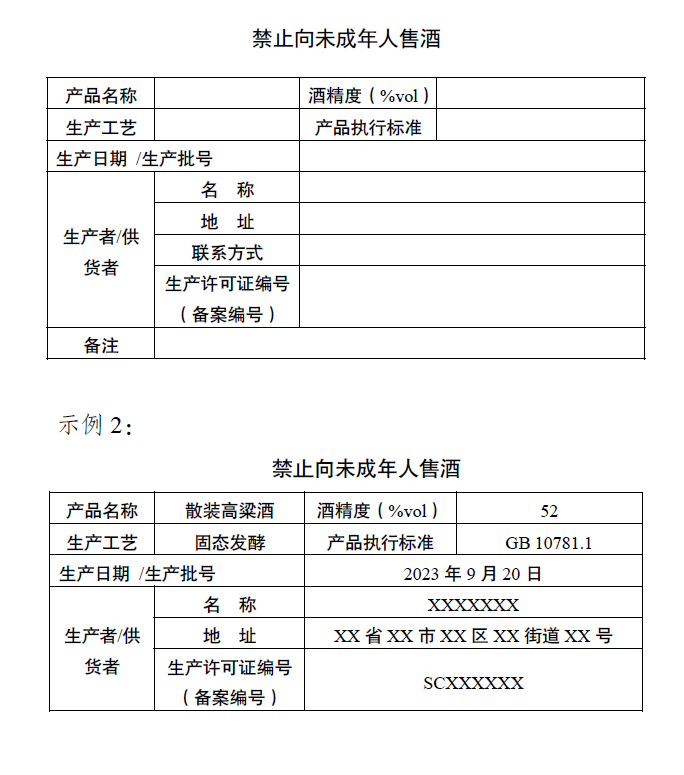 禁止向未成年人售酒
产品名称 酒精度（%vol）
生产工艺 产品执行标准
生产日期 /生产批号
生产者/供货者
名 称
地 址
联系方式
生产许可证编号
（备案编号）
备注
示例 2：
禁止向未成年人售酒
产品名称 散装高粱酒 酒精度（%vol） 52
生产工艺 固态发酵 产品执行标准 GB 10781.1
生产日期 /生产批号 2023 年 9 月 20 日
生产者/供货者
名 称 XXXXXXX
地 址 XX 省 XX 市 XX 区 XX 街道 XX 号
生产许可证编号
（备案编号） SCXXXXXX